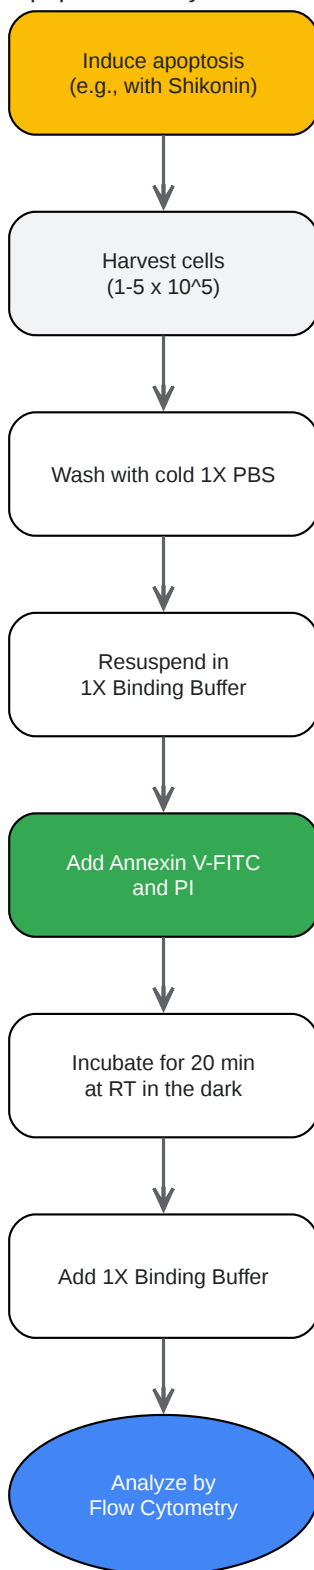 Induce apoptosis
(e.g., with Shikonin)
Harvest cells
(1-5 x 10^5)
Wash with cold 1X PBS
Resuspend in
1X Binding Buffer
Add Annexin V-FITC
and PI
Incubate for 20 min
at RT in the dark
Add 1X Binding Buffer
Analyze by
Flow Cytometry